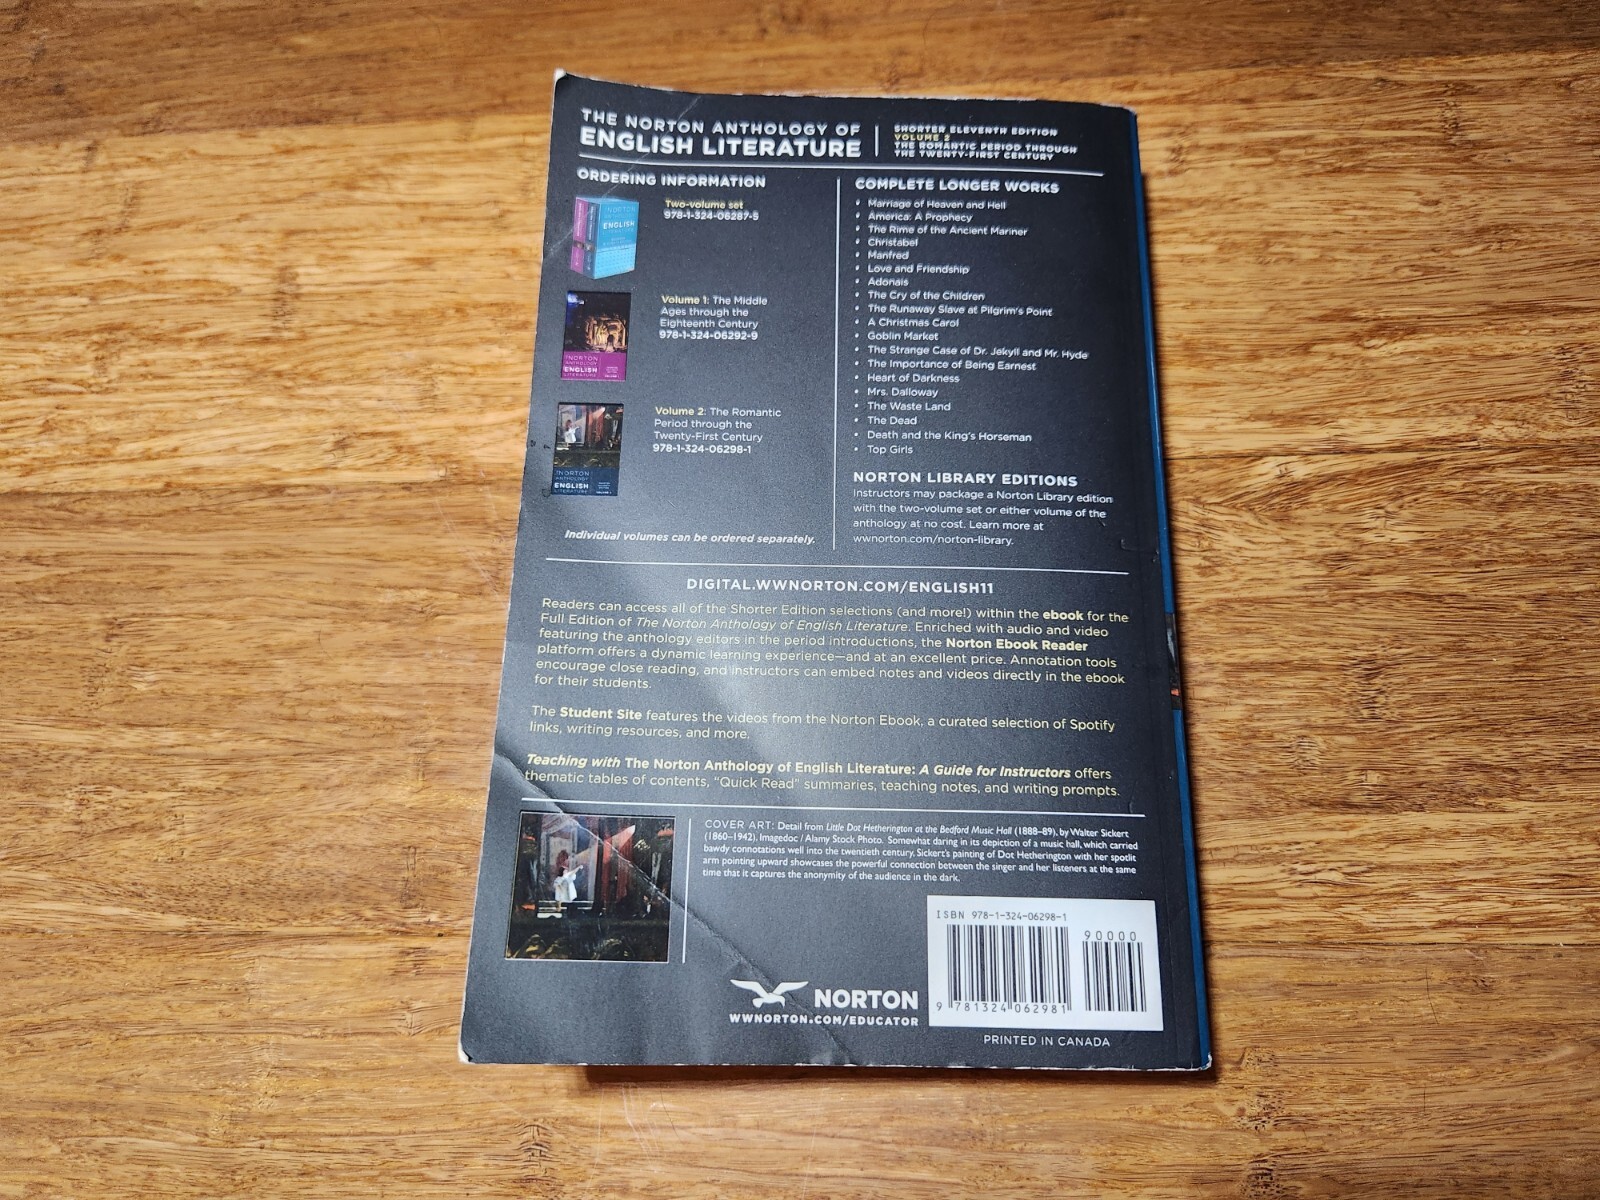 THE NORTON ANTHOLOGY OF
ENGLISH LITERATURE
SHORTER ELEVENTH EDITION
VOLUME 2
THE ROMANTIC PERIOD THROUGH
THE TWENTY-FIRST CENTURY
ORDERING INFORMATION
Two-volume set
978-1-324-06287-5
NORTON
ENGLISH
Volume 1: The Middle
Ages through the
Eighteenth Century
978-1-324-06292-9
NORTON
ANTHOLOGY
ENGLISH
LITERATURE
Volume 2: The Romantic
Period through the
Twenty-First Century
978-1-324-06298-1
NORTON
ANTHOLOGY
ENGLISH
LITERATURE
Individual volumes can be ordered separately.
COMPLETE LONGER WORKS
• Marriage of Heaven and Hell
• America: A Prophecy
• The Rime of the Ancient Mariner
• Christabel
• Manfred
• Love and Friendship
• Adonais
• The Cry of the Children
• The Runaway Slave at Pilgrim's Point
• A Christmas Carol
• Goblin Market
• The Strange Case of Dr. Jekyll and Mr. Hyde
• The Importance of Being Earnest
• Heart of Darkness
• Mrs. Dalloway
• The Waste Land
• The Dead
• Death and the King's Horseman
• Top Girls
NORTON LIBRARY EDITIONS
Instructors may package a Norton Library edition
with the two-volume set or either volume of the
anthology at no cost. Learn more at
wwnorton.com/norton-library.
DIGITAL.WWNORTON.COM/ENGLISH11
Readers can access all of the Shorter Edition selections (and more!) within the ebook for the
Full Edition of The Norton Anthology of English Literature. Enriched with audio and video
featuring the anthology editors in the period introductions, the Norton Ebook Reader
platform offers a dynamic learning experience—and at an excellent price. Annotation tools
encourage close reading, and instructors can embed notes and videos directly in the ebook
for their students.
The Student Site features the videos from the Norton Ebook, a curated selection of Spotify
links, writing resources, and more.
Teaching with The Norton Anthology of English Literature: A Guide for Instructors offers
thematic tables of contents, "Quick Read" summaries, teaching notes, and writing prompts.
COVER ART: Detail from Little Dot Hetherington at the Bedford Music Hall (1888–89), by Walter Sickert
(1860–1942). Imagedoc / Alamy Stock Photo. Somewhat daring in its depiction of a music hall, which carried
bawdy connotations well into the twentieth century, Sickert's painting of Dot Hetherington with her spotlit
arm pointing upward showcases the powerful connection between the singer and her listeners at the same
time that it captures the anonymity of the audience in the dark.
NORTON
WWNORTON.COM/EDUCATOR
ISBN 978-1-324-06298-1
90000
9 781324 062981
PRINTED IN CANADA